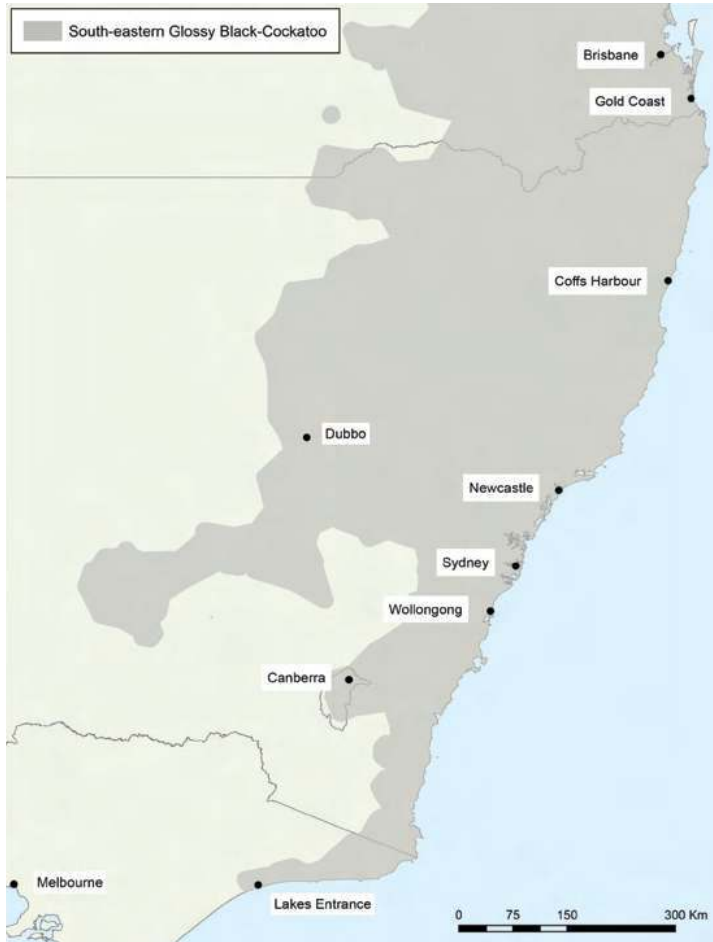 South-eastern Glossy Black-Cockatoo
Brisbane
Gold Coast
Coffs Harbour
Dubbo
Newcastle
Sydney
Wollongong
Canberra
Melbourne
Lakes Entrance
0 75 150 300 Km